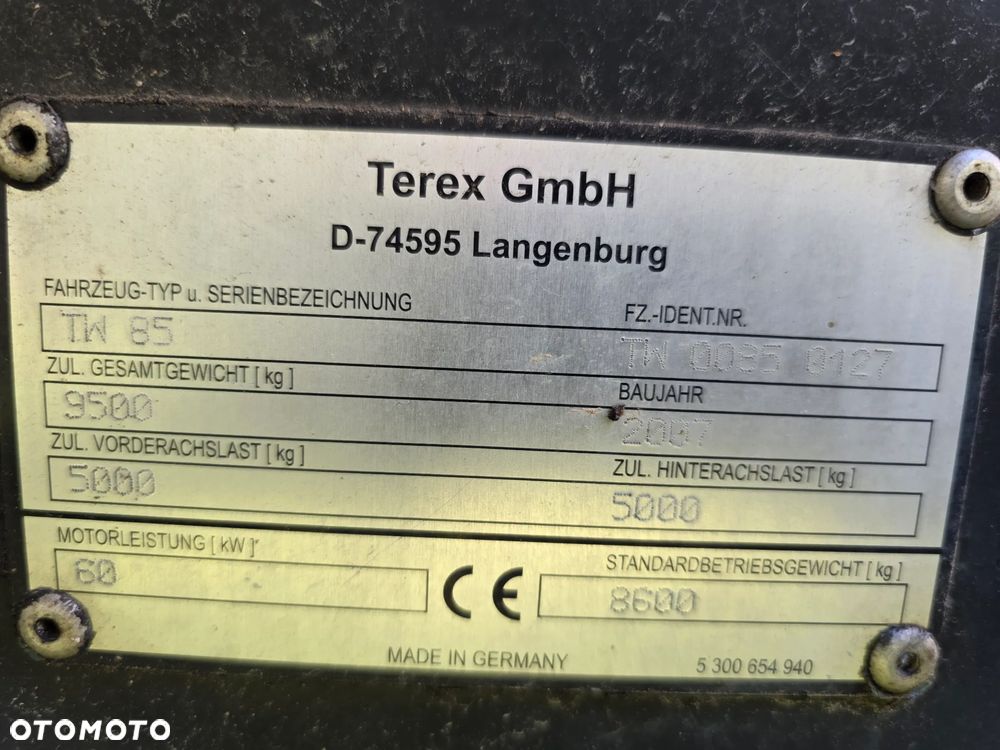 Terex GmbH
D-74595 Langenburg
FAHRZEUG-TYP u. SERIENBEZEICHNUNG
FZ.-IDENT.NR.
TW 85
TW 0085 0127
ZUL. GESAMTGEWICHT [ kg ]
BAUJAHR
9500
2007
ZUL. VORDERACHSLAST [ kg ]
ZUL. HINTERACHSLAST [ kg ]
5000
5000
MOTORLEISTUNG [ kW ]
STANDARDBETRIEBSGEWICHT [ kg ]
60
CE
8600
MADE IN GERMANY
5 300 654 940
OTOMOTO